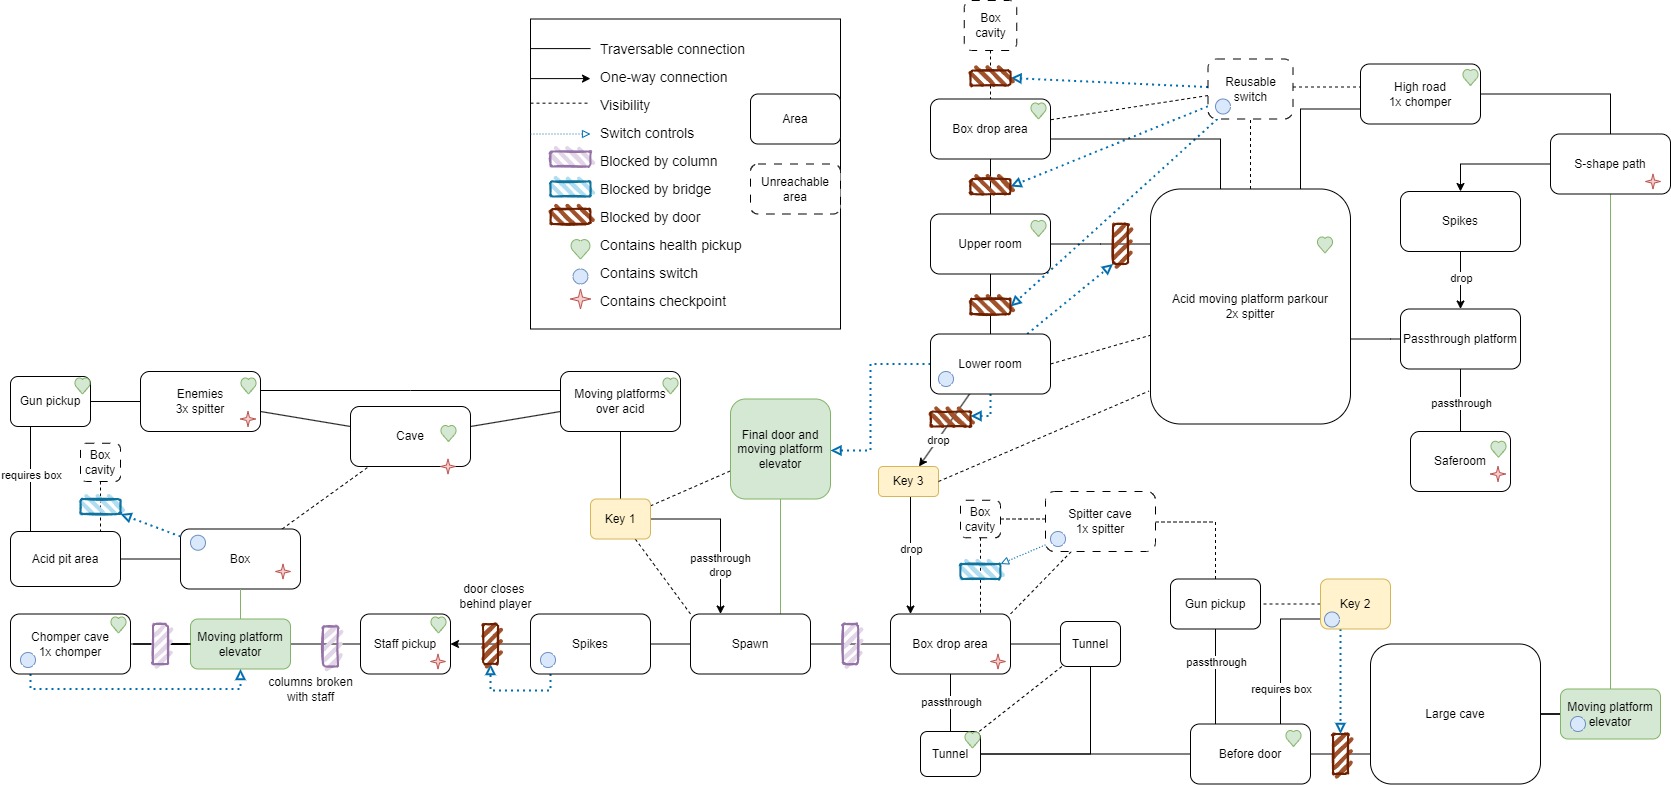 Traversable connection
One-way connection
Visibility
Switch controls
Blocked by column
Blocked by bridge
Blocked by door
Contains health pickup
Contains switch
Contains checkpoint
Area
Unreachable
area
Box
cavity
Reusable
switch
High road
1x chomper
Box drop area
S-shape path
Spikes
Upper room
drop
Acid moving platform parkour
2x spitter
Passthrough platform
Lower room
passthrough
Saferoom
drop
Key 3
drop
Gun pickup
Enemies
3x spitter
Moving platforms
over acid
Cave
Final door and
moving platform
elevator
Box
cavity
requires box
Key 1
Acid pit area
Box
passthrough
drop
Box
cavity
Spitter cave
1x spitter
Gun pickup
Key 2
door closes
behind player
Chomper cave
1x chomper
Moving platform
elevator
columns broken
with staff
Staff pickup
Spikes
Spawn
Box drop area
Tunnel
passthrough
passthrough
requires box
Tunnel
Before door
Large cave
Moving platform
elevator